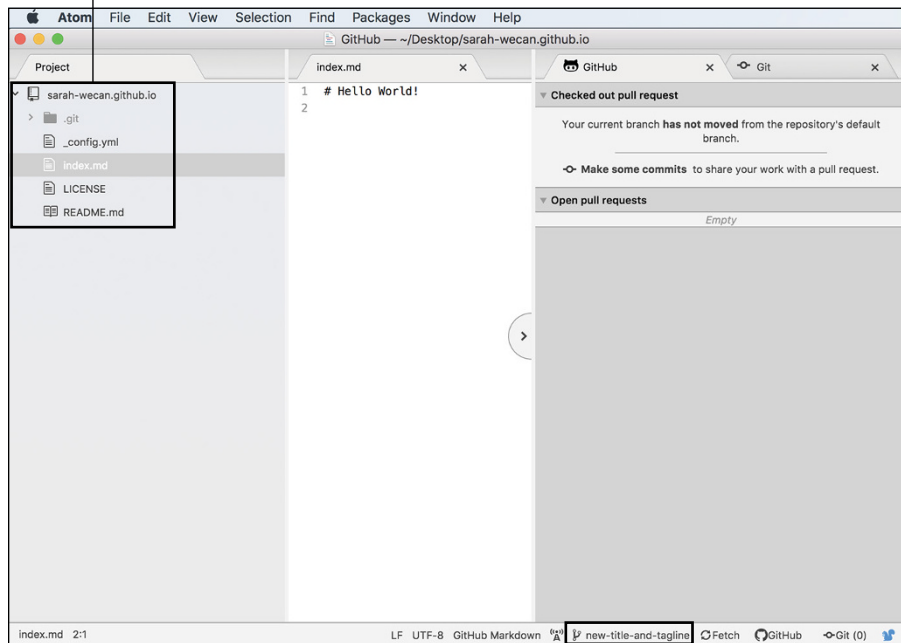 Atom File Edit View Selection Find Packages Window Help
GitHub — ~/Desktop/sarah-wecan.github.io
Project
sarah-wecan.github.io
.git
_config.yml
index.md
LICENSE
README.md
index.md
1 # Hello World!
2
GitHub
Git
Checked out pull request
Your current branch has not moved from the repository's default
branch.
Make some commits to share your work with a pull request.
Open pull requests
Empty
index.md 2:1
LF UTF-8 GitHub Markdown new-title-and-tagline Fetch GitHub Git (0)